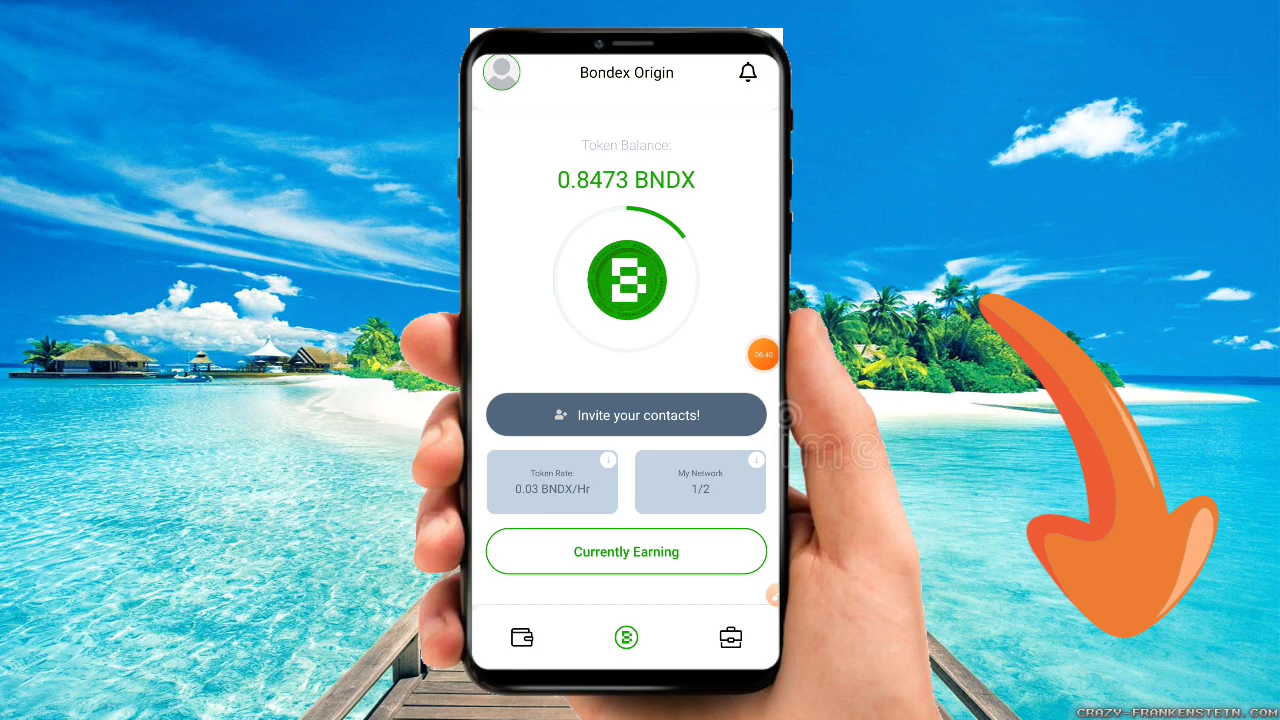 Bondex Origin
Token Balance:
0.8473 BNDX
06:40
Invite your contacts!
Token Rate:
0.03 BNDX/Hr
My Network
1/2
Currently Earning
CRAZY-FRANKENSTEIN.COM